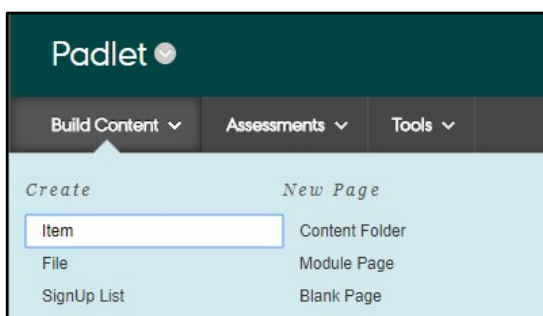 Padlet
Build Content Assessments Tools
Create New Page
Item Content Folder
File Module Page
SignUp List Blank Page